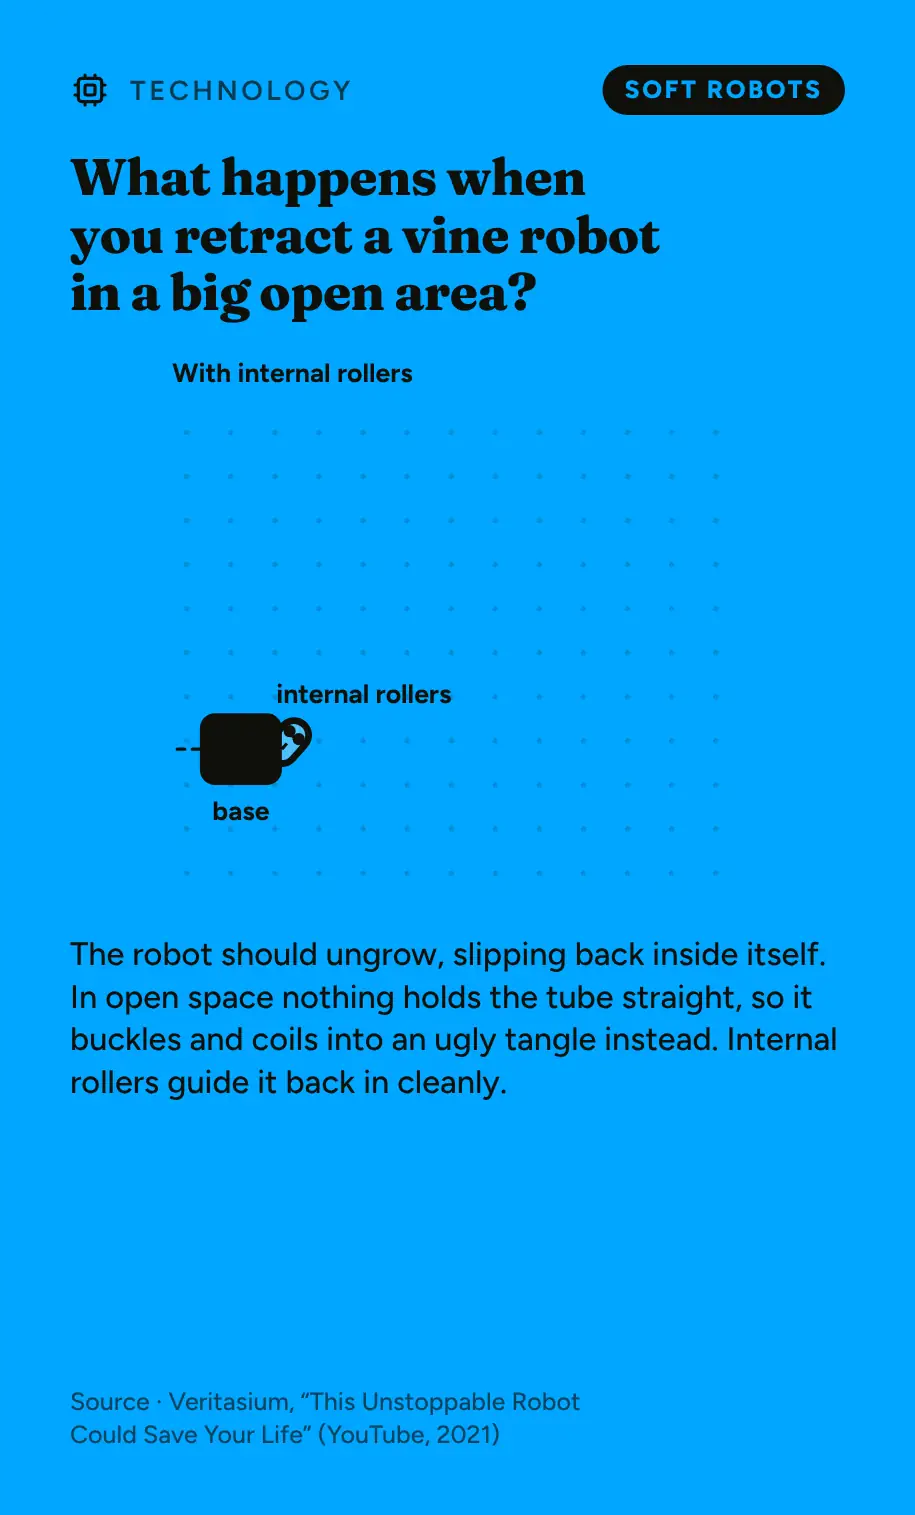 TECHNOLOGY
SOFT ROBOTS
What happens when
you retract a vine robot
in a big open area?
With internal rollers
internal rollers
base
The robot should ungrow, slipping back inside itself.
In open space nothing holds the tube straight, so it
buckles and coils into an ugly tangle instead. Internal
rollers guide it back in cleanly.
Source · Veritasium, “This Unstoppable Robot
Could Save Your Life” (YouTube, 2021)